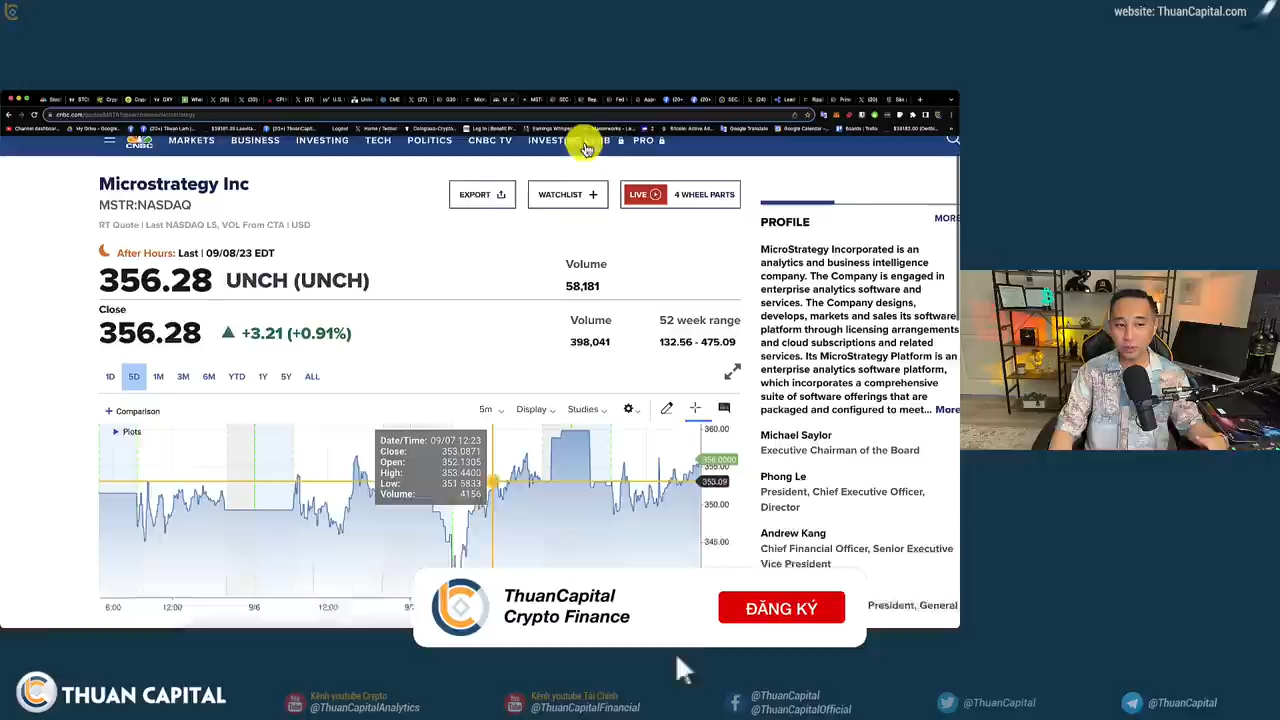 website: ThuanCapital.com
MARKETS BUSINESS INVESTING TECH POLITICS CNBC TV PRO
Microstrategy Inc
MSTR:NASDAQ
RT Quote | Last NASDAQ LS, VOL From CTA | USD
EXPORT
WATCHLIST +
LIVE 4 WHEEL PARTS
After Hours: Last | 09/08/23 EDT
356.28 UNCH (UNCH)
Volume
58,181
Close
356.28 +3.21 (+0.91%)
Volume
398,041
52 week range
132.56 - 475.09
1D 5D 1M 3M 6M YTD 1Y 5Y ALL
+ Comparison
5m Display Studies
Plots
Date/Time: 09/07 12:23
Close: 353.0871
Open: 352.1305
High: 353.4400
Low: 351.5833
Volume: 4156
360.00
356.0000
355.00
353.09
350.00
345.00
6:00 12:00 9/6 12:00
PROFILE
MicroStrategy Incorporated is an
analytics and business intelligence
company. The Company is engaged in
enterprise analytics software and
services. The Company designs,
develops, markets and sells its software
platform through licensing arrangements
and cloud subscriptions and related
services. Its MicroStrategy Platform is an
enterprise analytics software platform,
which incorporates a comprehensive
suite of software offerings that are
packaged and configured to meet... More
Michael Saylor
Executive Chairman of the Board
Phong Le
President, Chief Executive Officer,
Director
Andrew Kang
Chief Financial Officer, Senior Executive
Vice President
President, General
ThuanCapital
Crypto Finance
ĐĂNG KÝ
THUAN CAPITAL
Kênh youtube Crypto
@ThuanCapitalAnalytics
Kênh youtube Tài Chính
@ThuanCapitalFinancial
@ThuanCapital
@ThuanCapitalOfficial
@ThuanCapital
@ThuanCapital